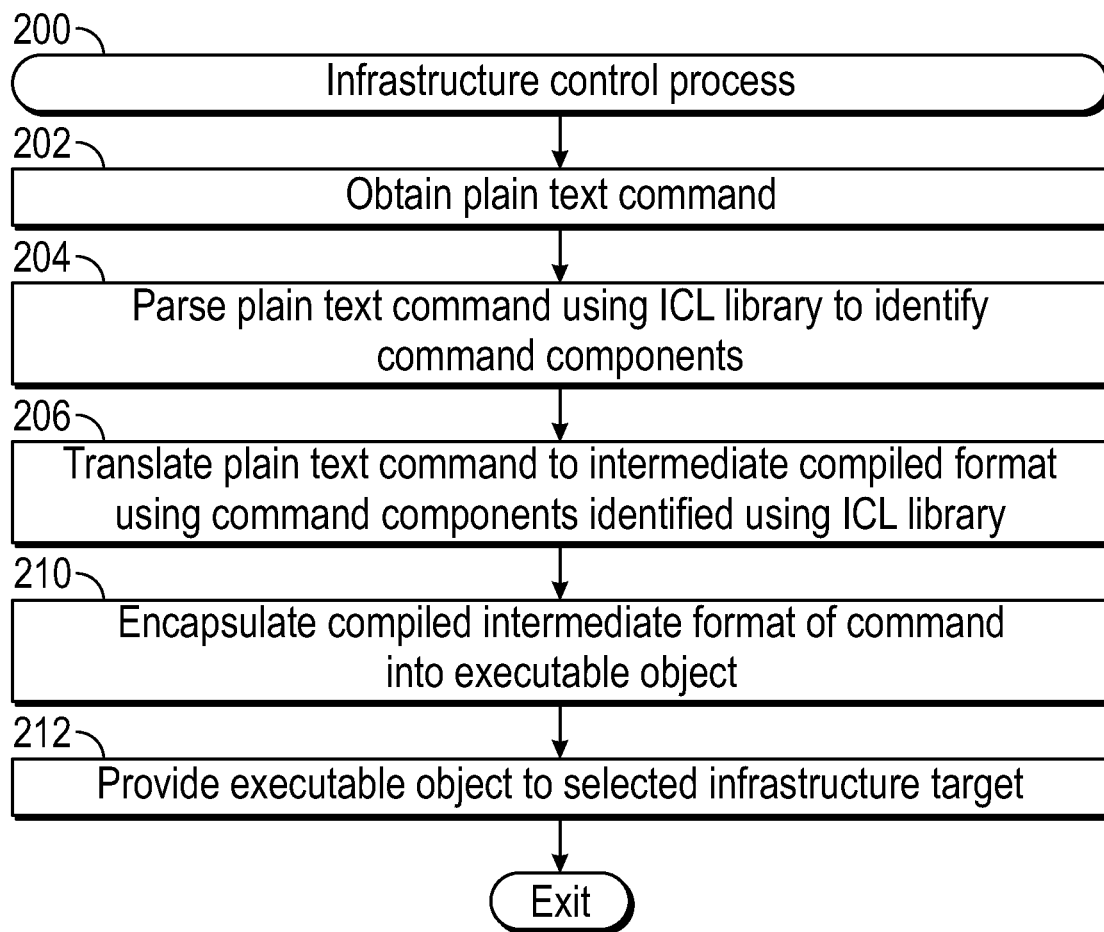 200
Infrastructure control process
202
Obtain plain text command
204
Parse plain text command using ICL library to identify
command components
206
Translate plain text command to intermediate compiled format
using command components identified using ICL library
210
Encapsulate compiled intermediate format of command
into executable object
212
Provide executable object to selected infrastructure target
Exit